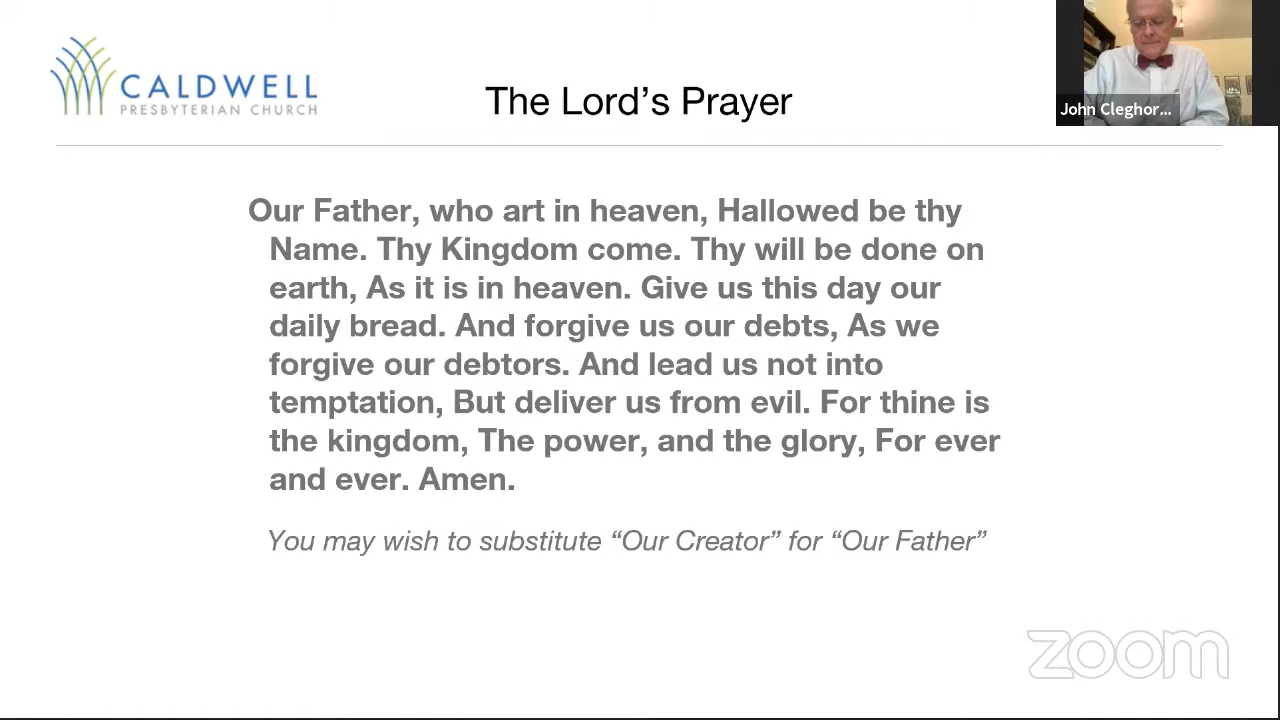 CALDWELL
PRESBYTERIAN CHURCH
The Lord's Prayer
John Cleghor...
Our Father, who art in heaven, Hallowed be thy
Name. Thy Kingdom come. Thy will be done on
earth, As it is in heaven. Give us this day our
daily bread. And forgive us our debts, As we
forgive our debtors. And lead us not into
temptation, But deliver us from evil. For thine is
the kingdom, The power, and the glory, For ever
and ever. Amen.
You may wish to substitute “Our Creator” for “Our Father”
zoom